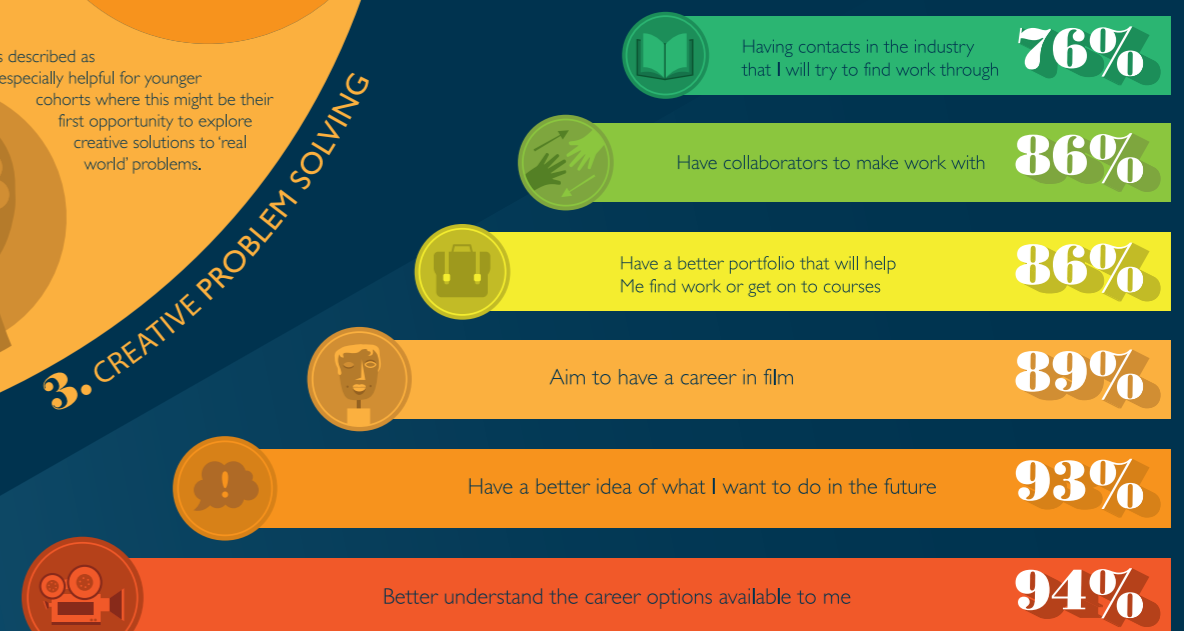 s described as
especially helpful for younger
cohorts where this might be their
first opportunity to explore
creative solutions to ‘real
world’ problems.
3. CREATIVE PROBLEM SOLVING
Having contacts in the industry
that I will try to find work through
76%
Have collaborators to make work with
86%
Have a better portfolio that will help
Me find work or get on to courses
86%
Aim to have a career in film
89%
Have a better idea of what I want to do in the future
93%
Better understand the career options available to me
94%